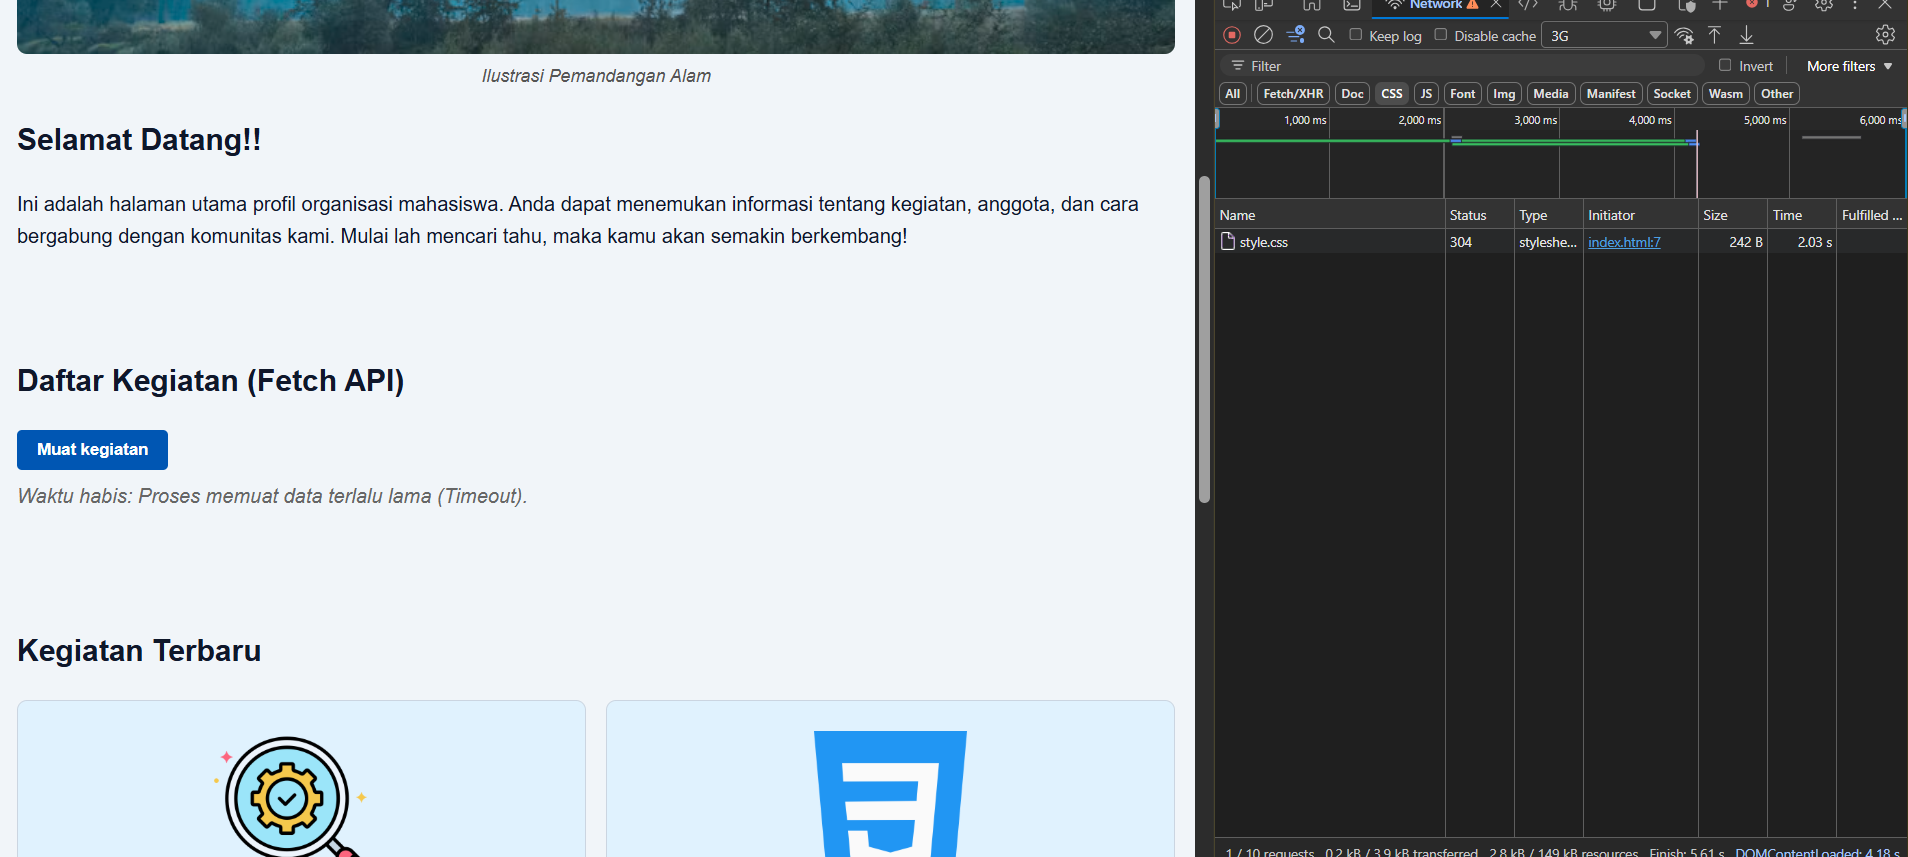 Ilustrasi Pemandangan Alam
Selamat Datang!!
Ini adalah halaman utama profil organisasi mahasiswa. Anda dapat menemukan informasi tentang kegiatan, anggota, dan cara
bergabung dengan komunitas kami. Mulai lah mencari tahu, maka kamu akan semakin berkembang!
Daftar Kegiatan (Fetch API)
Muat kegiatan
Waktu habis: Proses memuat data terlalu lama (Timeout).
Kegiatan Terbaru
Network
1
Keep log Disable cache 3G
Filter Invert More filters
All Fetch/XHR Doc CSS JS Font Img Media Manifest Socket Wasm Other
1,000 ms 2,000 ms 3,000 ms 4,000 ms 5,000 ms 6,000 ms
Name Status Type Initiator Size Time Fulfilled ...
style.css 304 styleshe... index.html:7 242 B 2.03 s
1 / 10 requests 0.2 kB / 3.9 kB transferred 2.8 kB / 149 kB resources Finish: 5.61 s DOMContentLoaded: 4.18 s